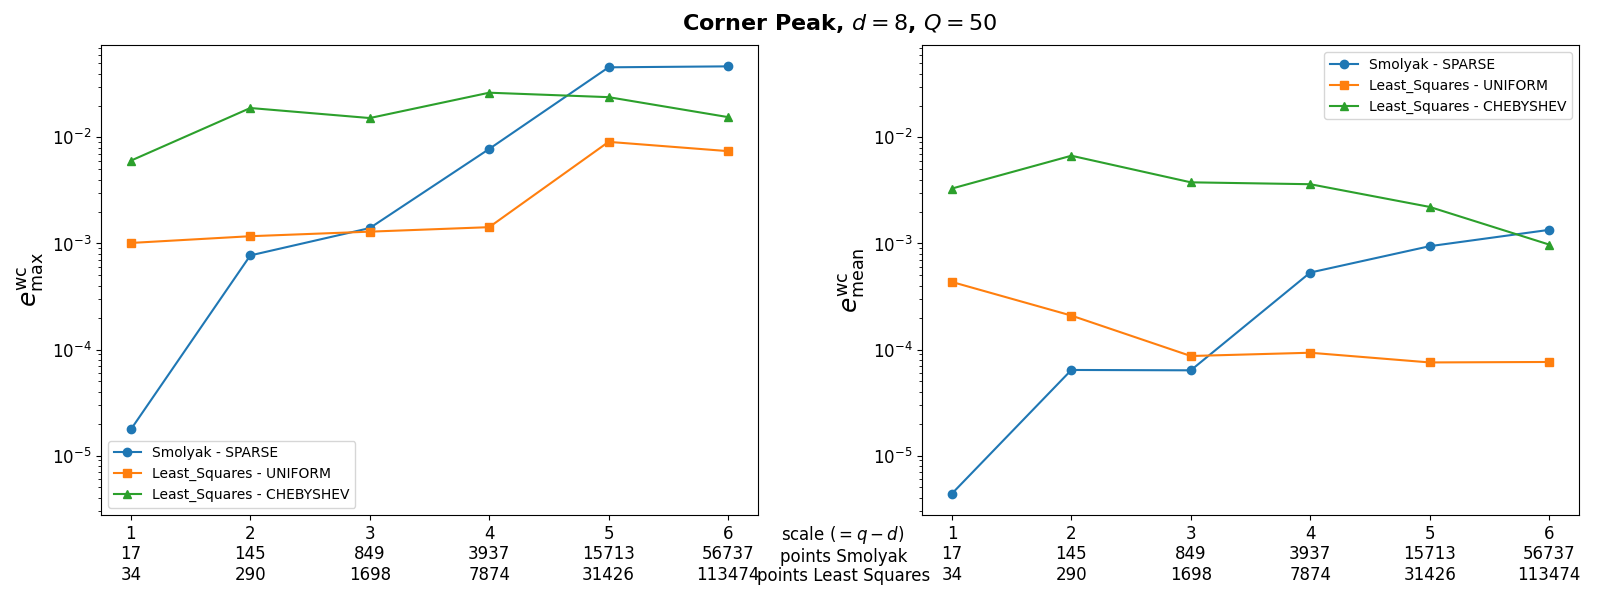 Corner Peak, d = 8, Q = 50
e^wc_max
10^−2
10^−3
10^−4
10^−5
Smolyak - SPARSE
Least_Squares - UNIFORM
Least_Squares - CHEBYSHEV
1 2 3 4 5 6
17 145 849 3937 15713 56737
34 290 1698 7874 31426 113474
scale (= q − d)
points Smolyak
points Least Squares
e^wc_mean
10^−2
10^−3
10^−4
10^−5
Smolyak - SPARSE
Least_Squares - UNIFORM
Least_Squares - CHEBYSHEV
1 2 3 4 5 6
17 145 849 3937 15713 56737
34 290 1698 7874 31426 113474